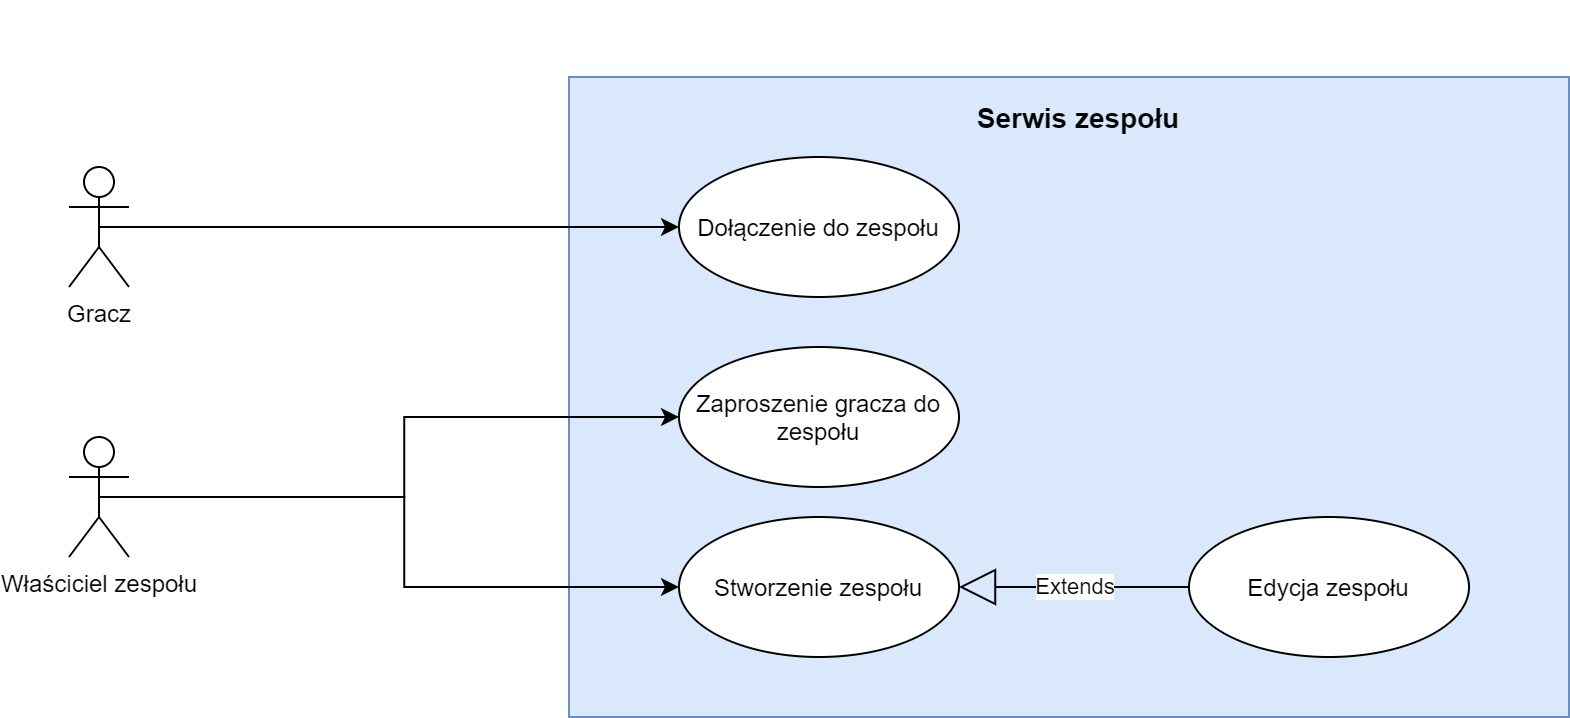 Serwis zespołu
Dołączenie do zespołu
Gracz
Zaproszenie gracza do
zespołu
Właściciel zespołu
Stworzenie zespołu
Extends
Edycja zespołu